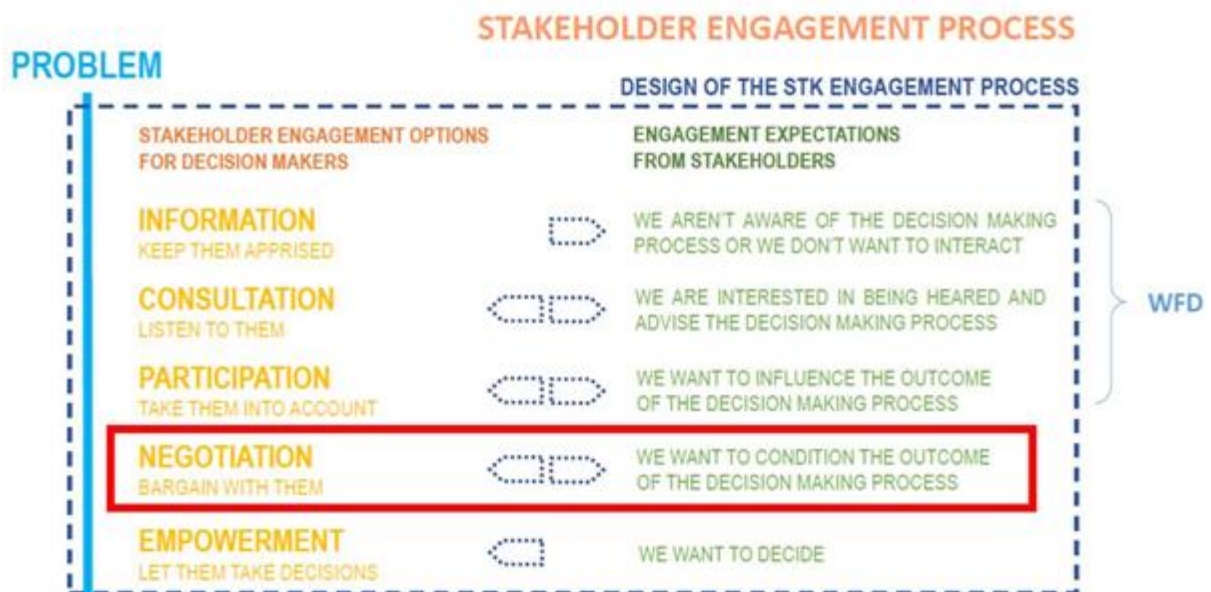 STAKEHOLDER ENGAGEMENT PROCESS
PROBLEM
DESIGN OF THE STK ENGAGEMENT PROCESS
STAKEHOLDER ENGAGEMENT OPTIONS
FOR DECISION MAKERS
ENGAGEMENT EXPECTATIONS
FROM STAKEHOLDERS
INFORMATION
KEEP THEM APPRISED
WE AREN'T AWARE OF THE DECISION MAKING
PROCESS OR WE DON'T WANT TO INTERACT
CONSULTATION
LISTEN TO THEM
WE ARE INTERESTED IN BEING HEARED AND
ADVISE THE DECISION MAKING PROCESS
WFD
PARTICIPATION
TAKE THEM INTO ACCOUNT
WE WANT TO INFLUENCE THE OUTCOME
OF THE DECISION MAKING PROCESS
NEGOTIATION
BARGAIN WITH THEM
WE WANT TO CONDITION THE OUTCOME
OF THE DECISION MAKING PROCESS
EMPOWERMENT
LET THEM TAKE DECISIONS
WE WANT TO DECIDE